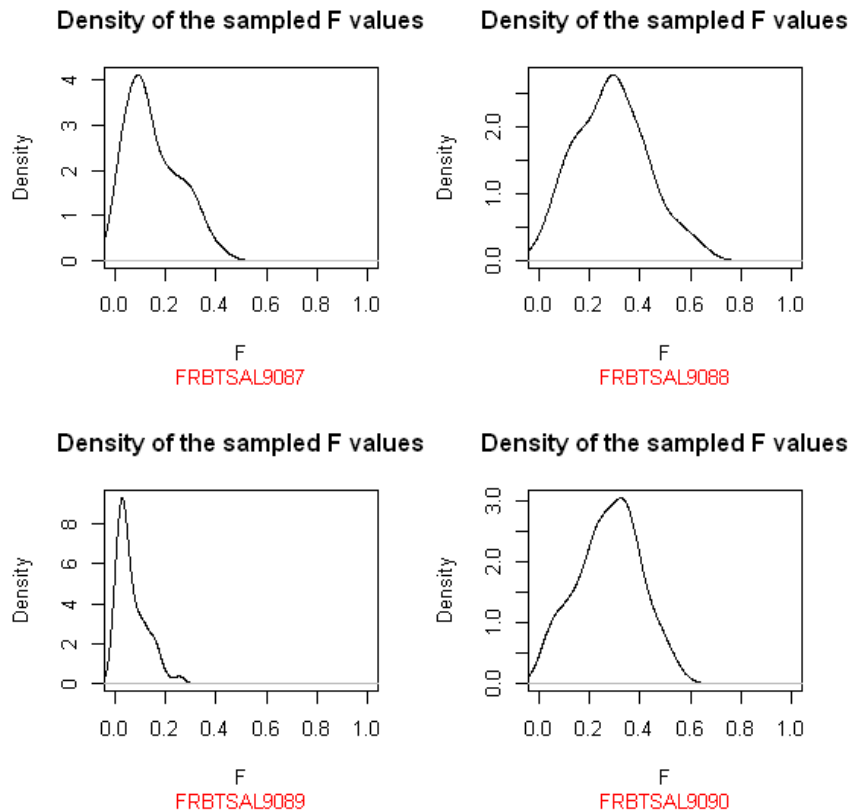 Density of the sampled F values
Density
4
3
2
1
0
0.0 0.2 0.4 0.6 0.8 1.0
F
FRBTSAL9087
Density of the sampled F values
Density
2.0
1.0
0.0
0.0 0.2 0.4 0.6 0.8 1.0
F
FRBTSAL9088
Density of the sampled F values
Density
8
6
4
2
0
0.0 0.2 0.4 0.6 0.8 1.0
F
FRBTSAL9089
Density of the sampled F values
Density
3.0
2.0
1.0
0.0
0.0 0.2 0.4 0.6 0.8 1.0
F
FRBTSAL9090